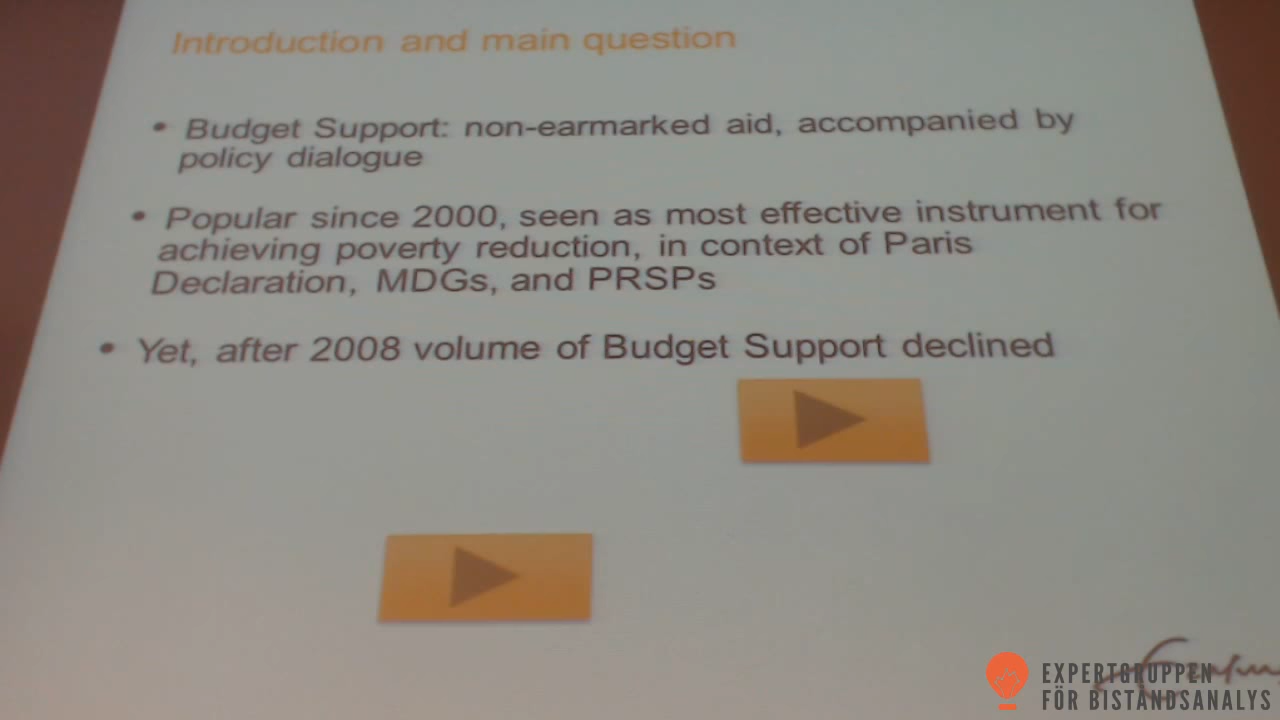 Introduction and main question
• Budget Support: non-earmarked aid, accompanied by
policy dialogue
• Popular since 2000, seen as most effective instrument for
achieving poverty reduction, in context of Paris
Declaration, MDGs, and PRSPs
• Yet, after 2008 volume of Budget Support declined
EXPERTGRUPPEN
FÖR BISTANDSANALYS